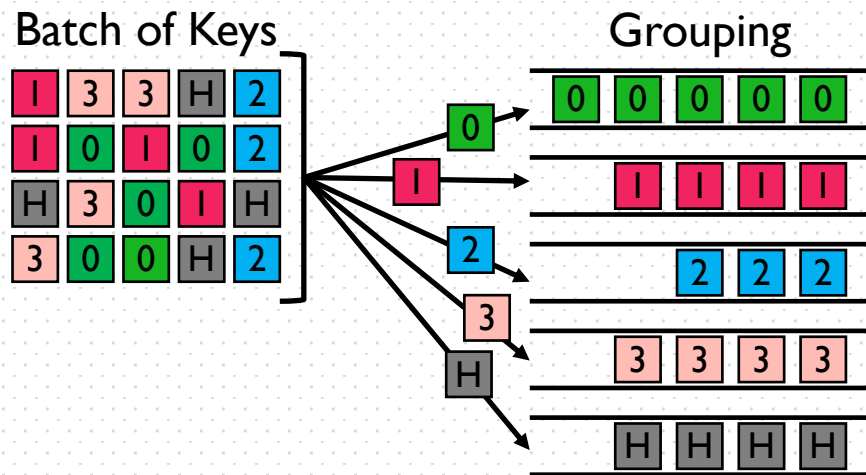 Batch of Keys
1 3 3 H 2
1 0 1 0 2
H 3 0 1 H
3 0 0 H 2
0
1
2
3
H
Grouping
0 0 0 0 0
1 1 1 1
2 2 2
3 3 3 3
H H H H